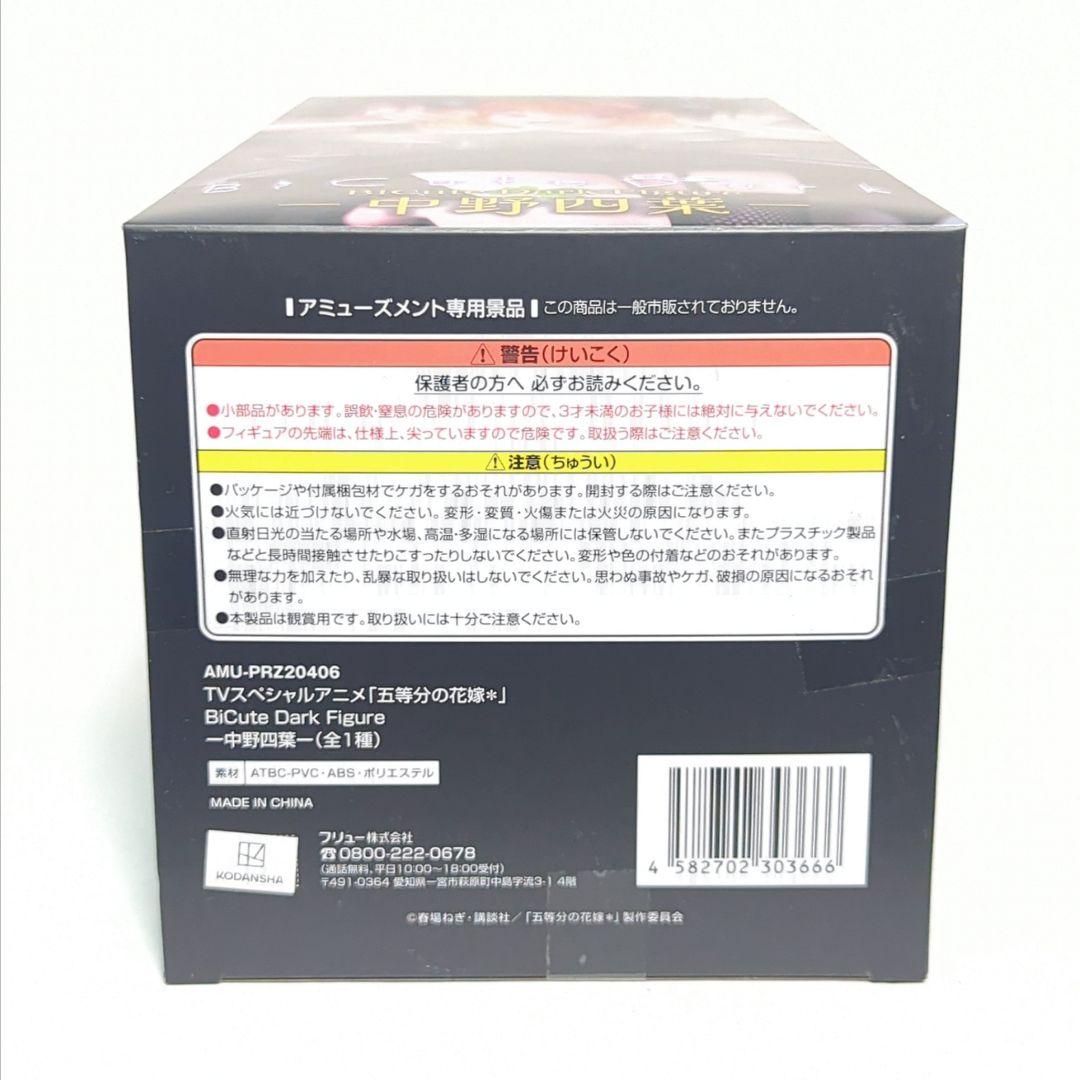 BiCute Dark Figure
ー中野四葉ー
アミューズメント専用景品 この商品は一般市販されておりません。
⚠警告(けいこく)
保護者の方へ 必ずお読みください。
●小部品があります。誤飲・窒息の危険がありますので、3才未満のお子様には絶対に与えないでください。
●フィギュアの先端は、仕様上、尖っていますので危険です。取扱う際はご注意ください。
⚠注意(ちゅうい)
●パッケージや付属梱包材でケガをするおそれがあります。開封する際はご注意ください。
●火気には近づけないでください。変形・変質・火傷または火災の原因になります。
●直射日光の当たる場所や水場、高温・多湿になる場所には保管しないでください。またプラスチック製品
などと長時間接触させたりこすったりしないでください。変形や色の付着などのおそれがあります。
●無理な力を加えたり、乱暴な取り扱いはしないでください。思わぬ事故やケガ、破損の原因になるおそれ
があります。
●本製品は観賞用です。取り扱いには十分ご注意ください。
AMU-PRZ20406
TVスペシャルアニメ「五等分の花嫁*」
BiCute Dark Figure
ー中野四葉ー(全1種)
素材 ATBC-PVC・ABS・ポリエステル
MADE IN CHINA
KODANSHA
フリュー株式会社
☎0800-222-0678
(通話無料、平日10:00〜18:00受付)
〒491-0364 愛知県一宮市萩原町中島字流3-1 4階
4 582702 303666
©春場ねぎ・講談社/「五等分の花嫁*」製作委員会